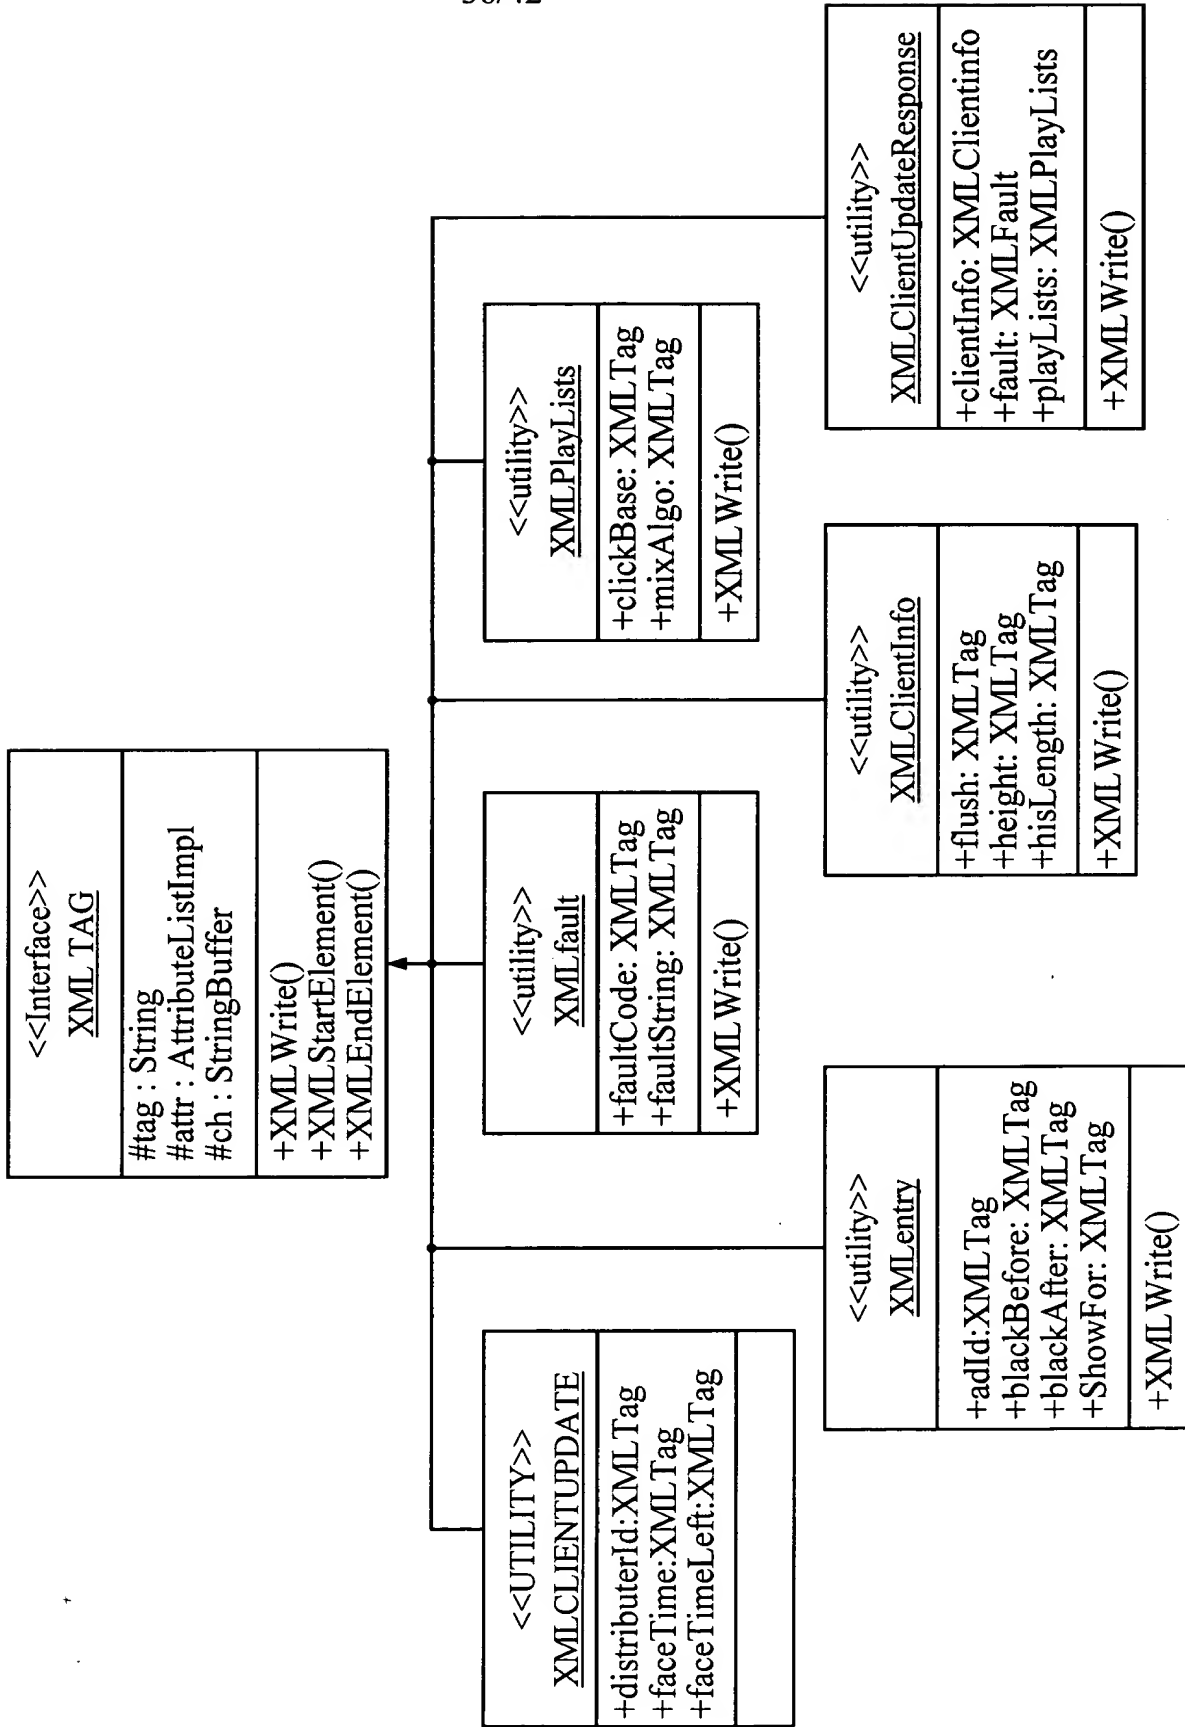 <<Interface>>
XML TAG
#tag : String
#attr : AttributeListImpl
#ch : StringBuffer
+XMLWrite()
+XMLStartElement()
+XMLEndElement()
<<UTILITY>>
XMLCLIENTUPDATE
+distributerId:XMLTag
+faceTime:XMLTag
+faceTimeLeft:XMLTag
<<utility>>
XMLfault
+faultCode: XMLTag
+faultString: XMLTag
+XMLWrite()
<<utility>>
XMLPlayLists
+clickBase: XMLTag
+mixAlgo: XMLTag
+XMLWrite()
<<utility>>
XMLentry
+adId:XMLTag
+blackBefore: XMLTag
+blackAfter: XMLTag
+ShowFor: XMLTag
+XMLWrite()
<<utility>>
XMLClientInfo
+flush: XMLTag
+height: XMLTag
+hisLength: XMLTag
+XMLWrite()
<<utility>>
XMLClientUpdateResponse
+clientInfo: XMLClientinfo
+fault: XMLFault
+playLists: XMLPlayLists
+XMLWrite()